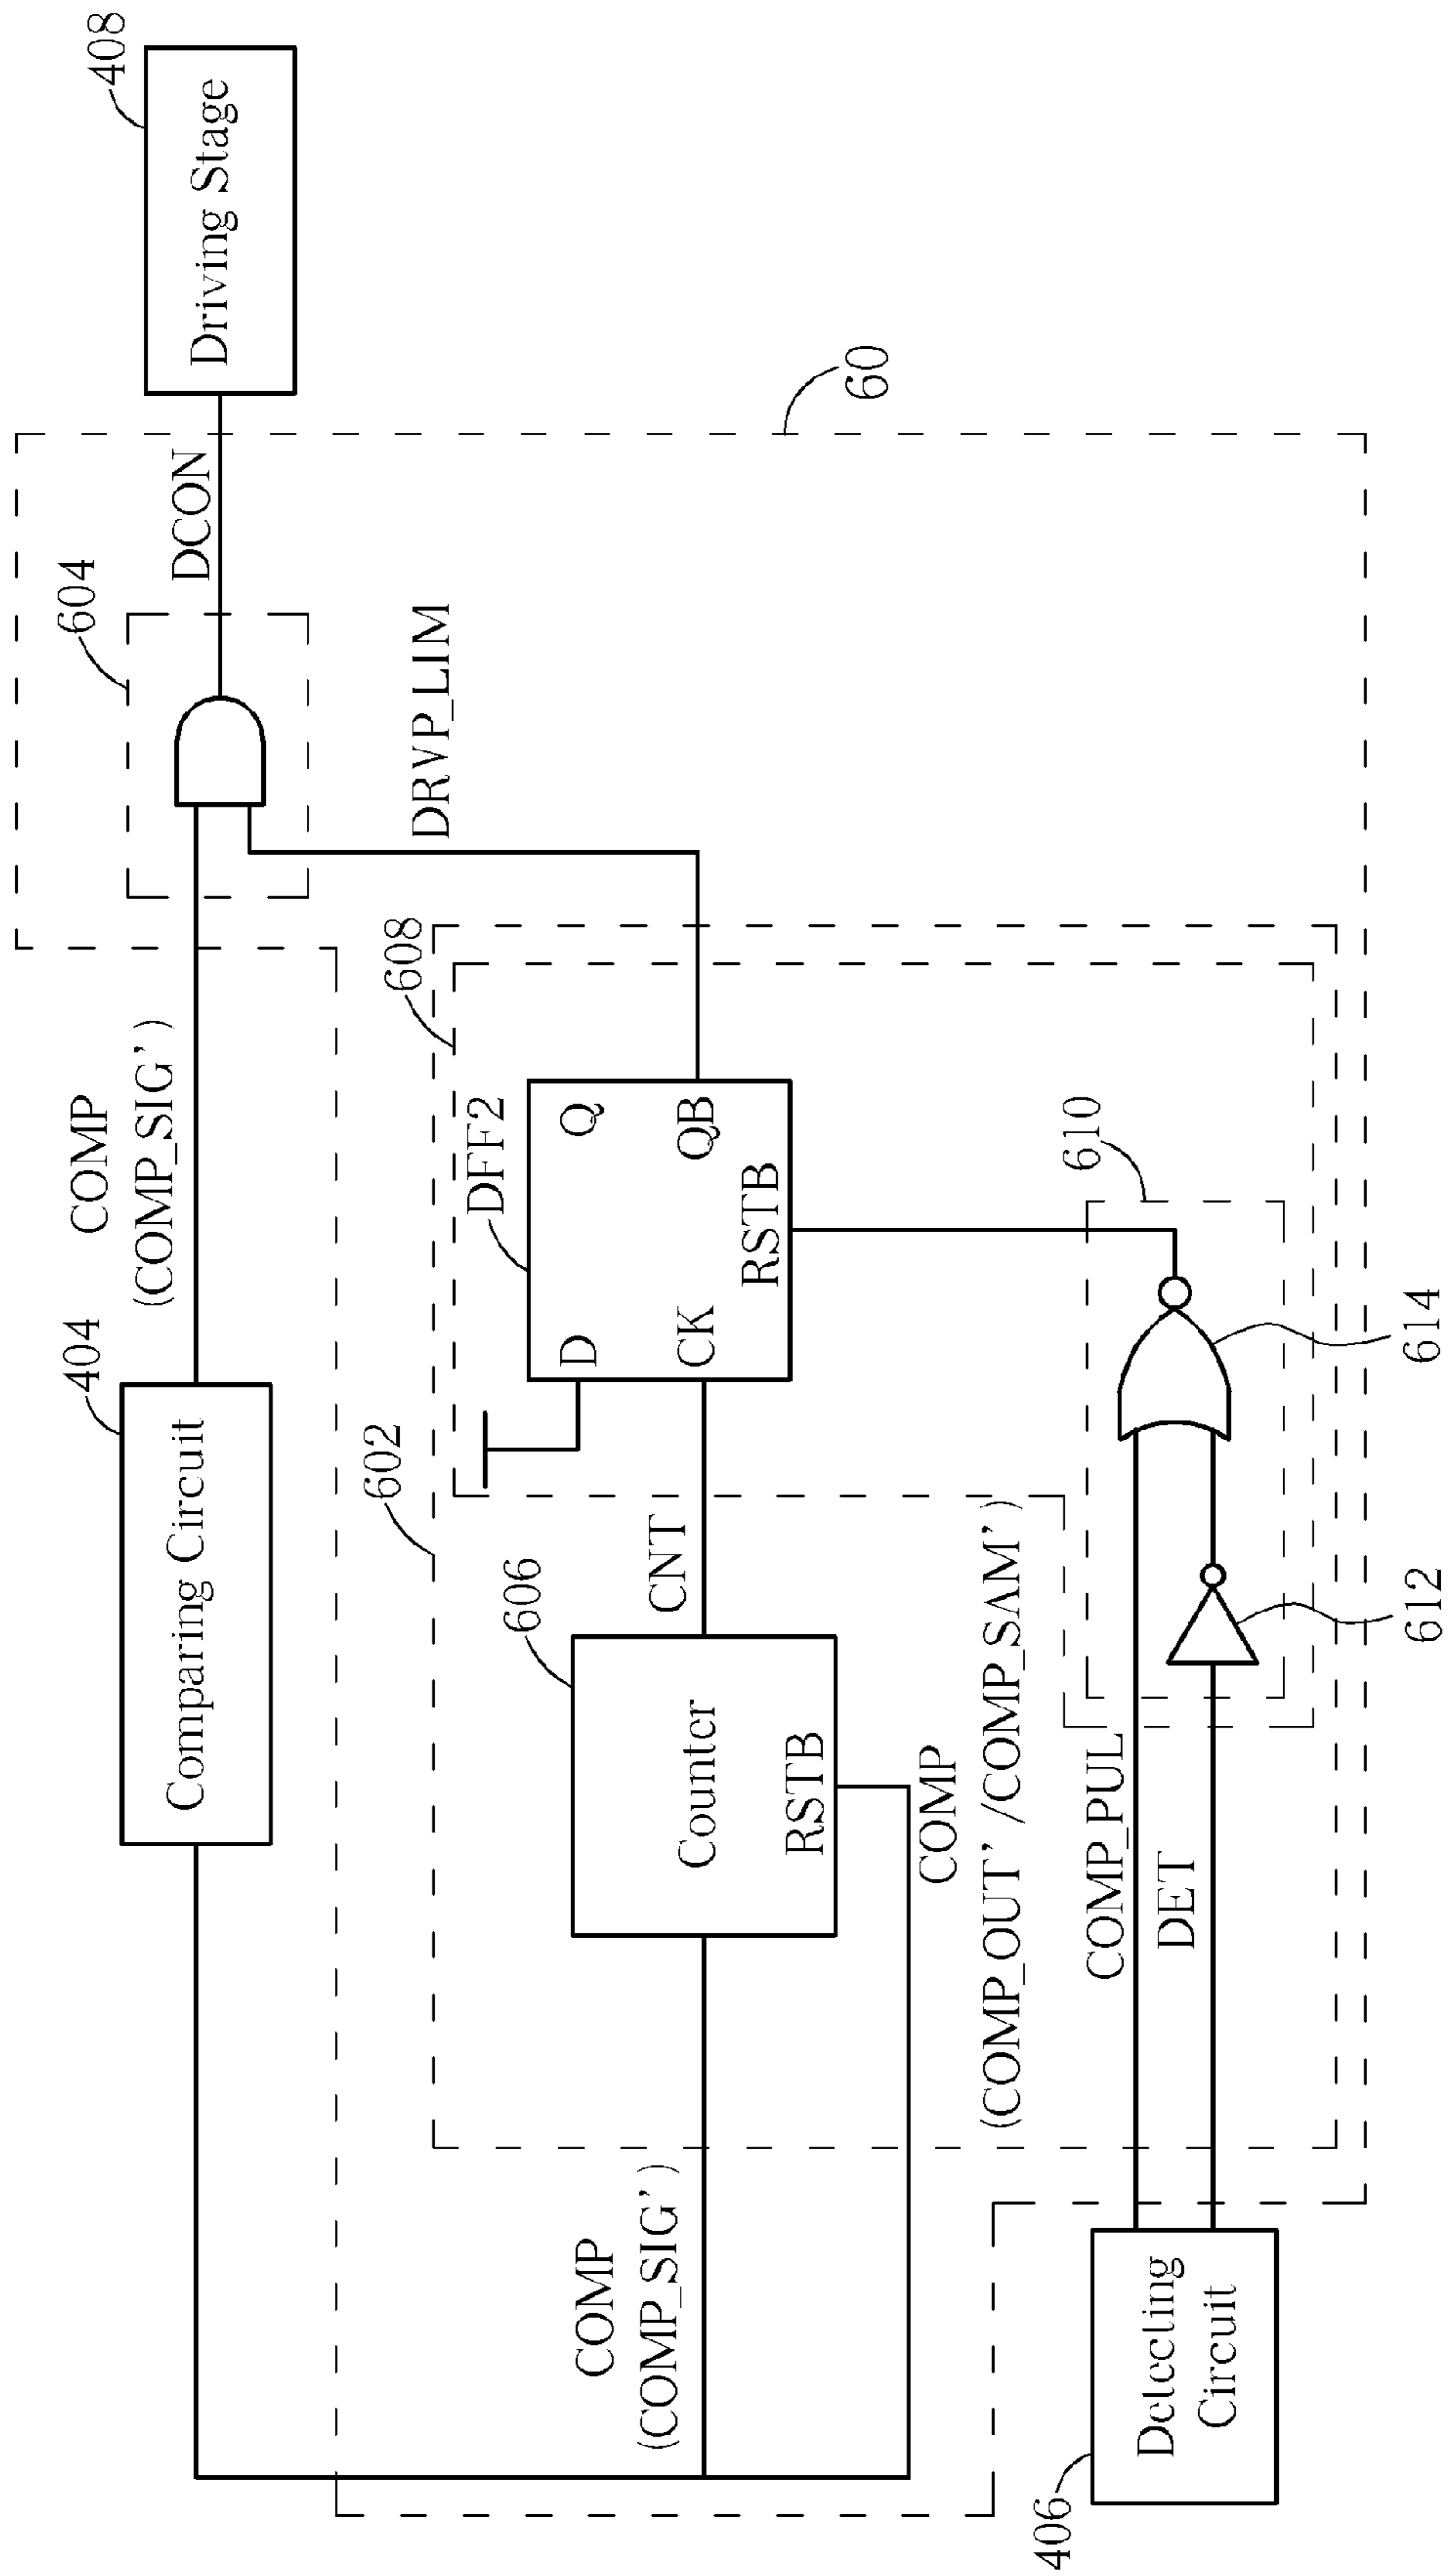 404
Comparing Circuit
COMP
(COMP_SIG')
604
DCON
408
Driving Stage
DRVP_LIM
602
608
606
Counter
RSTB
CNT
DFF2
D
Q
CK
QB
RSTB
COMP
(COMP_SIG')
COMP
(COMP_OUT'/COMP_SAM')
60
406
Detecting
Circuit
COMP_PUL
DET
610
612
614